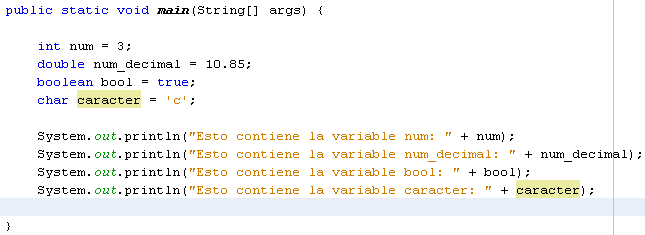 public static void main(String[] args) {
int num = 3;
double num_decimal = 10.85;
boolean bool = true;
char caracter = 'c';
System.out.println("Esto contiene la variable num: " + num);
System.out.println("Esto contiene la variable num_decimal: " + num_decimal);
System.out.println("Esto contiene la variable bool: " + bool);
System.out.println("Esto contiene la variable caracter: " + caracter);
}